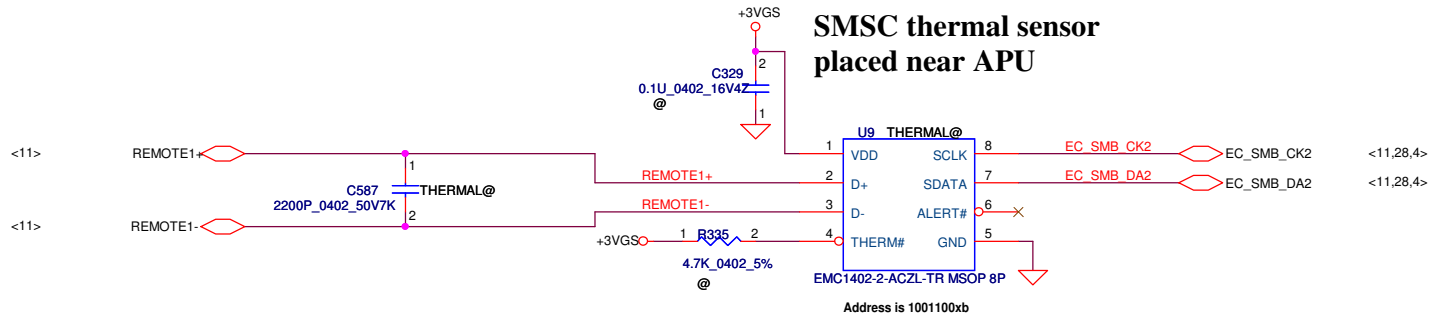 +3VGS
SMSC thermal sensor
placed near APU
2
C329
0.1U_0402_16V4Z
@
1
U9 THERMAL@
<11> REMOTE1+
1 VDD SCLK 8 EC_SMB_CK2 EC_SMB_CK2 <11,28,4>
1
C587 THERMAL@
REMOTE1+ 2 D+ SDATA 7 EC_SMB_DA2 EC_SMB_DA2 <11,28,4>
2200P_0402_50V7K
2
REMOTE1- 3 D- ALERT# 6
<11> REMOTE1-
+3VGS 1 R335 2 4 THERM# GND 5
4.7K_0402_5%
@
EMC1402-2-ACZL-TR MSOP 8P
Address is 1001100xb